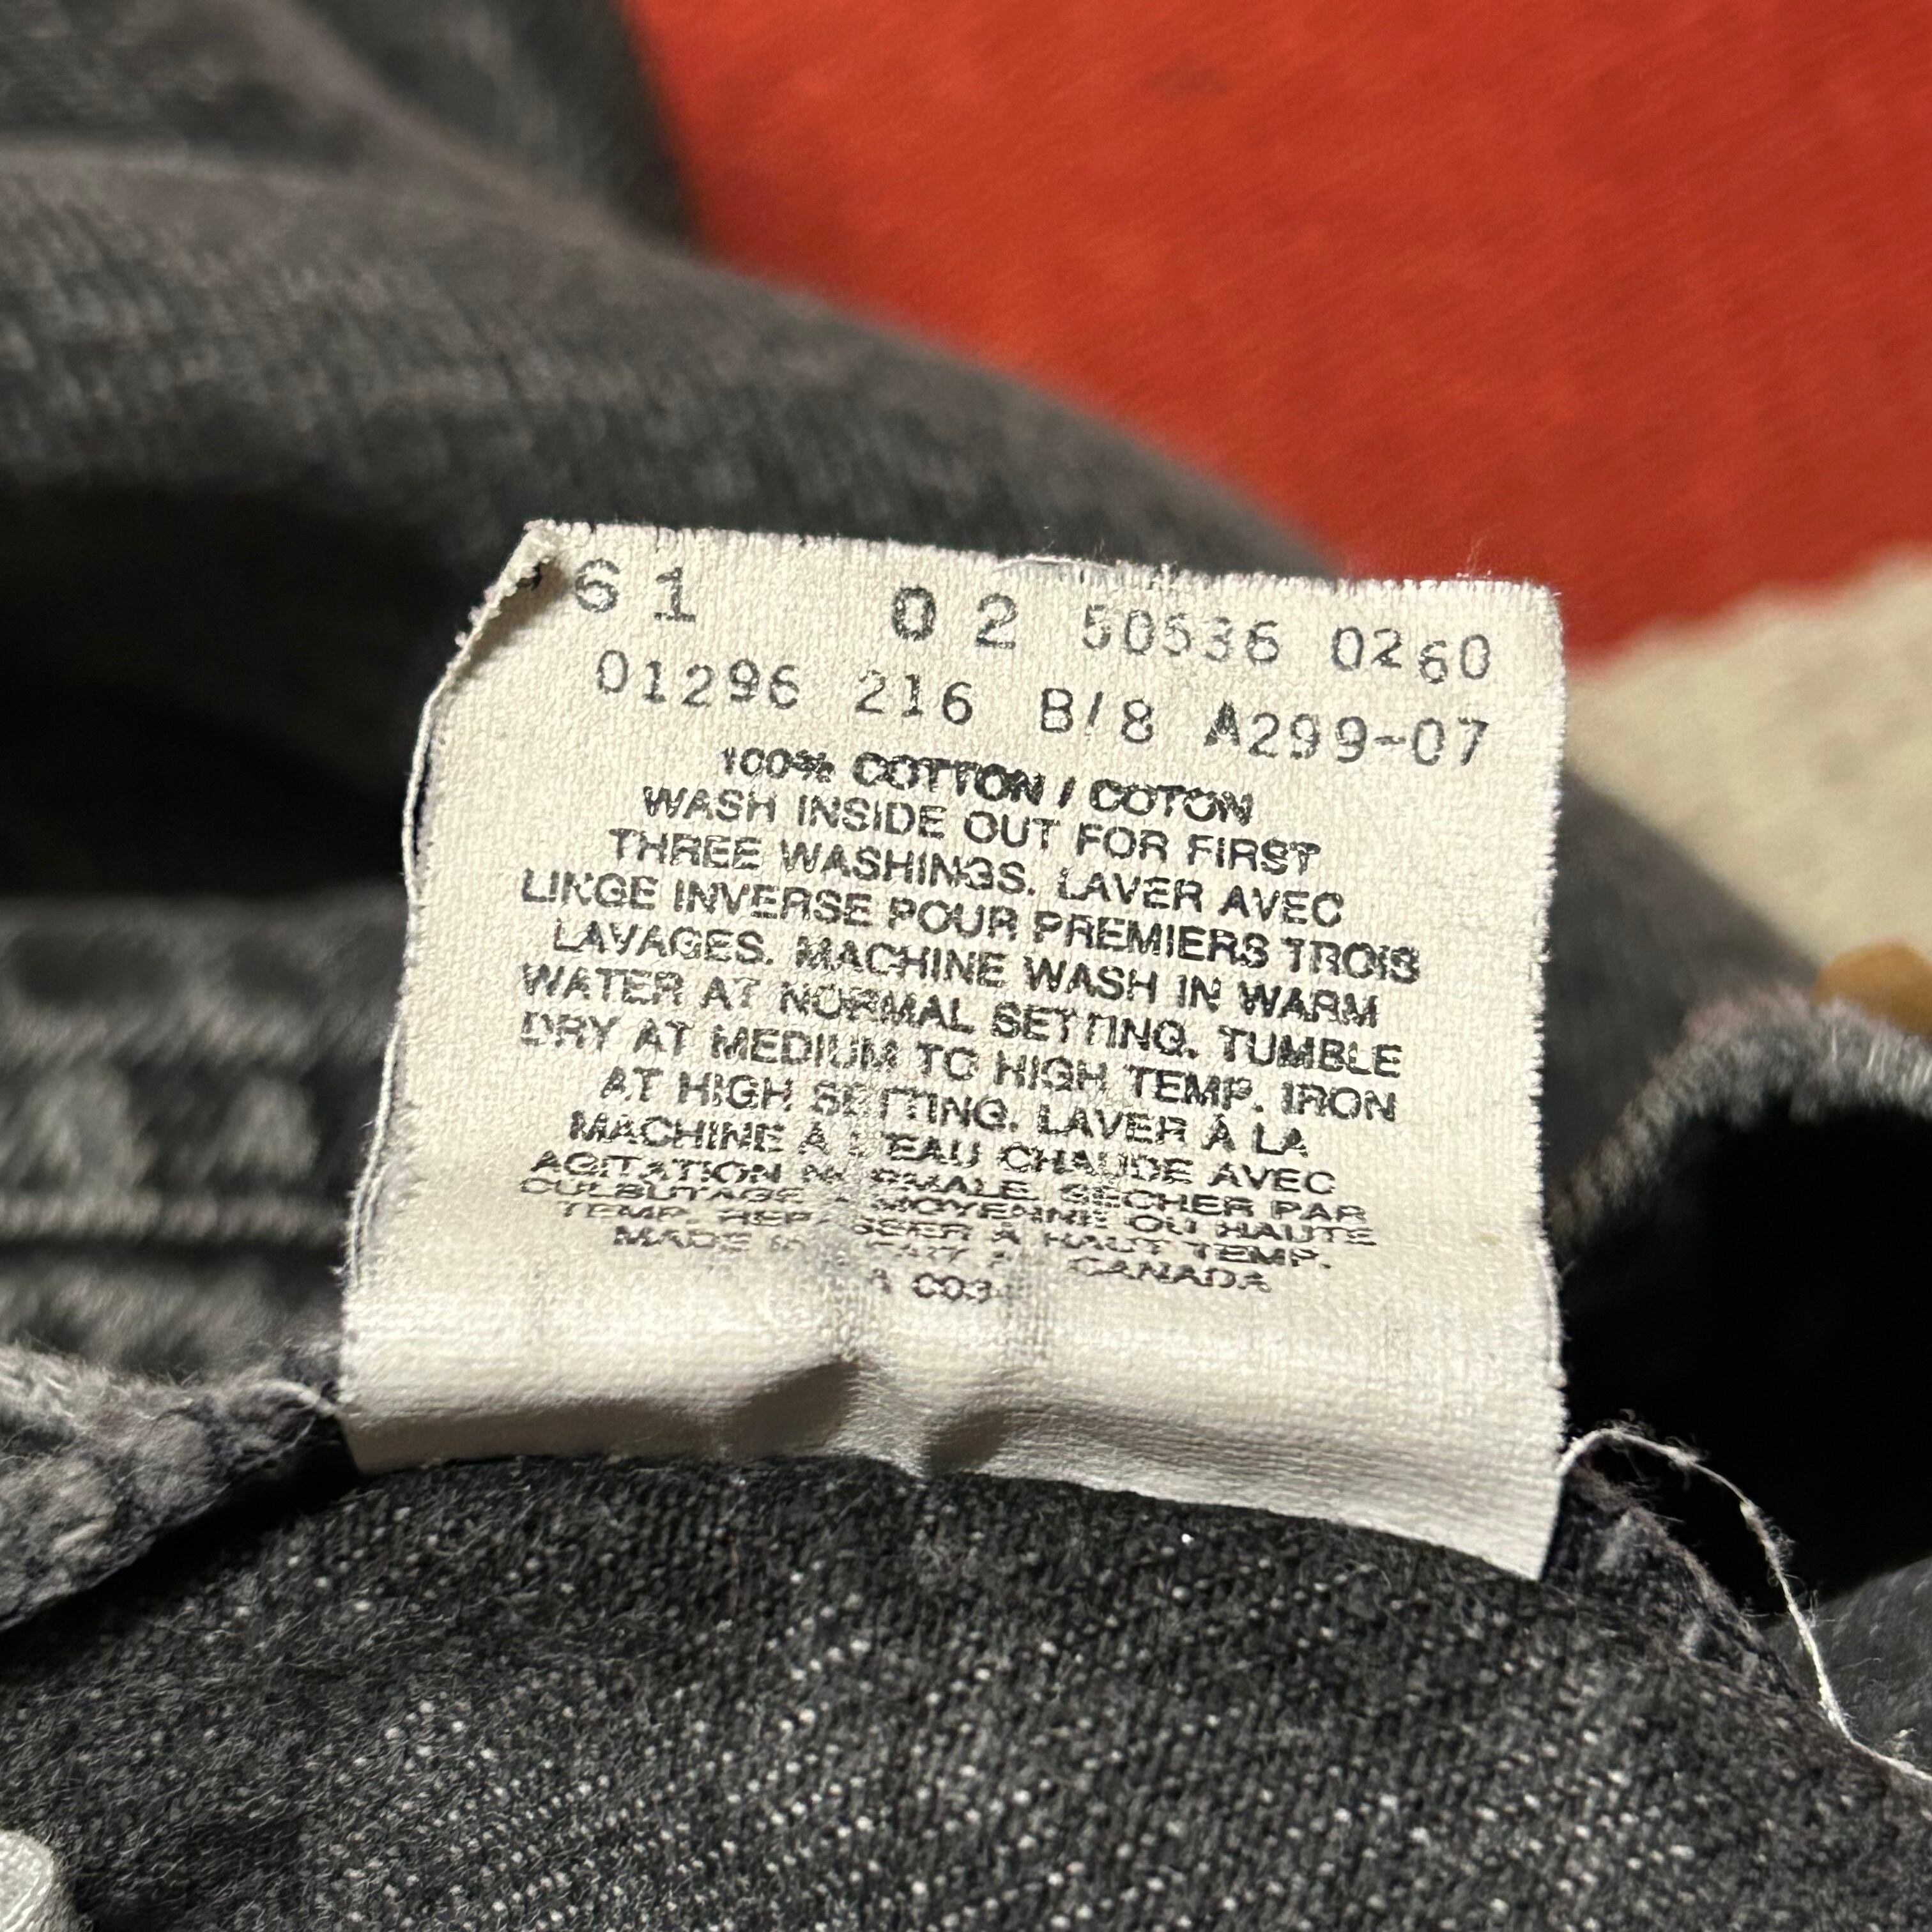 61 02 50536 0260
01296 216 B/8 A299-07
100% COTTON / COTON
WASH INSIDE OUT FOR FIRST
THREE WASHINGS. LAVER AVEC
LINGE INVERSE POUR PREMIERS TROIS
LAVAGES. MACHINE WASH IN WARM
WATER AT NORMAL SETTING. TUMBLE
DRY AT MEDIUM TO HIGH TEMP. IRON
AT HIGH SETTING. LAVER À LA
MACHINE À L'EAU CHAUDE AVEC
AGITATION NORMALE. SECHER PAR
CULBUTAGE MOYENNE OU HAUTE
TEMP. REPASSER À HAUT TEMP.
MADE CANADA